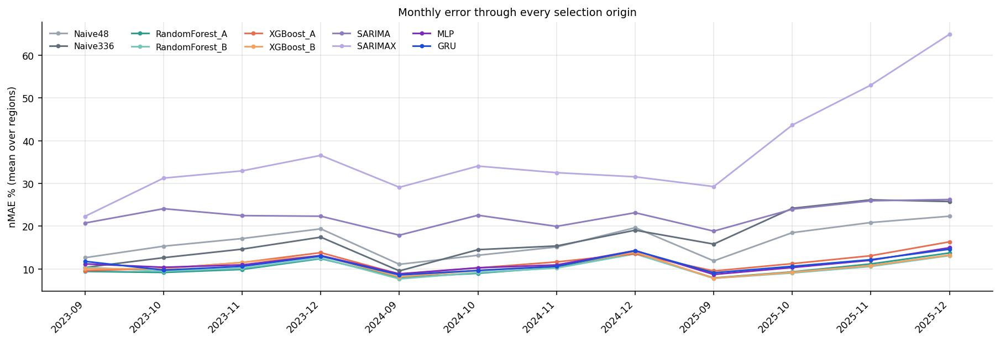 Monthly error through every selection origin
Naive48 RandomForest_A XGBoost_A SARIMA MLP
Naive336 RandomForest_B XGBoost_B SARIMAX GRU
nMAE % (mean over regions)
60
50
40
30
20
10
2023-09 2023-10 2023-11 2023-12 2024-09 2024-10 2024-11 2024-12 2025-09 2025-10 2025-11 2025-12